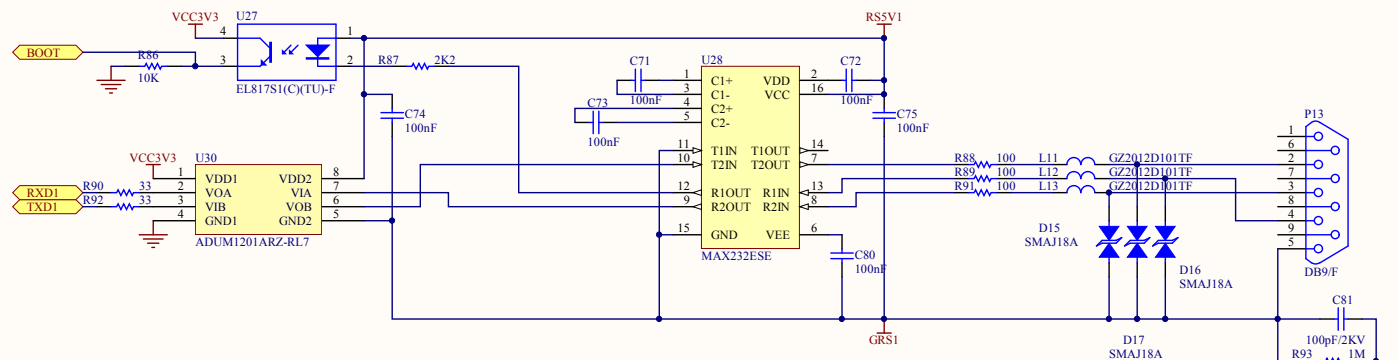 VCC3V3
U27
RS5V1
4
1
BOOT
R86
10K
3
2
R87
2K2
EL817S1(C)(TU)-F
U28
C71
C72
1
C1+
VDD
2
3
C1-
VCC
16
100nF
100nF
C73
4
C2+
5
C2-
100nF
C74
100nF
C75
100nF
P13
VCC3V3
U30
11
T1IN
T1OUT
14
10
T2IN
T2OUT
7
R88
100
L11
GZ2012D101TF
R89
100
L12
GZ2012D101TF
R91
100
L13
GZ2012D101TF
1
6
2
7
3
8
4
9
5
1
VDD1
VDD2
8
RXD1
R90
33
2
VOA
VIA
7
TXD1
R92
33
3
VIB
VOB
6
4
GND1
GND2
5
ADUM1201ARZ-RL7
12
R1OUT
R1IN
13
9
R2OUT
R2IN
8
15
GND
VEE
6
MAX232ESE
C80
100nF
D15
SMAJ18A
D16
SMAJ18A
DB9/F
GRS1
D17
SMAJ18A
C81
100pF/2KV
R93
1M